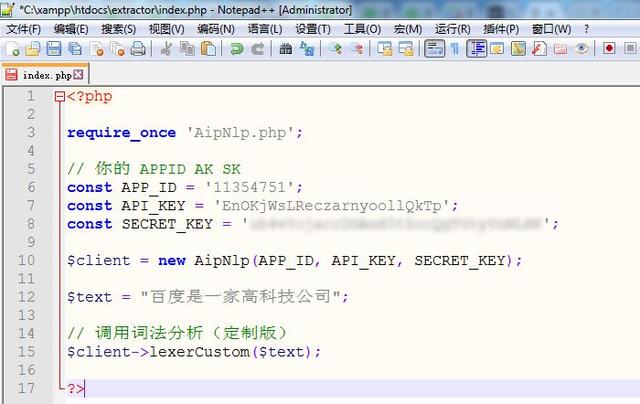 *C:\xampp\htdocs\extractor\index.php - Notepad++ [Administrator]
文件(F) 编辑(E) 搜索(S) 视图(V) 编码(N) 语言(L) 设置(T) 工具(O) 宏(M) 运行(R) 插件(P) 窗口(W) ?
index.php
1 <?php
2
3 require_once 'AipNlp.php';
4
5 // 你的 APPID AK SK
6 const APP_ID = '11354751';
7 const API_KEY = 'EnOKjWsLReczarnyoollQkTp';
8 const SECRET_KEY = '';
9
10 $client = new AipNlp(APP_ID, API_KEY, SECRET_KEY);
11
12 $text = "百度是一家高科技公司";
13
14 // 调用词法分析（定制版）
15 $client->lexerCustom($text);
16
17 ?>